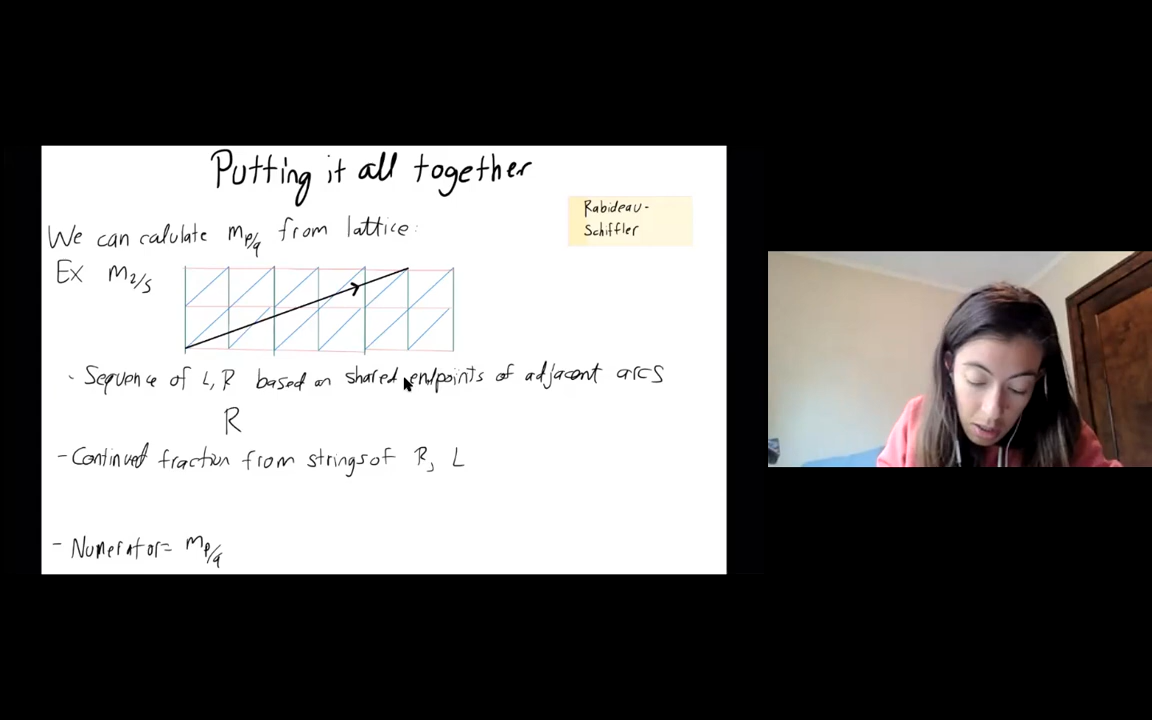 Putting it all together
Rabideau-
Schiffler
We can calulate m_{p/q} from lattice:
Ex m_{2/5}
· Sequence of L, R based on shared endpoints of adjacent arcs
R
- Continued fraction from strings of R, L
- Numerator= m_{p/q}